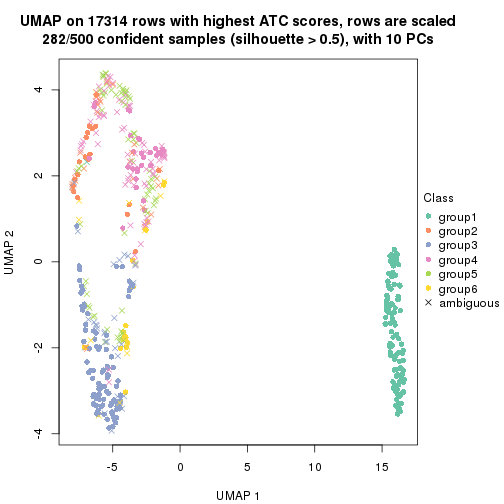 UMAP on 17314 rows with highest ATC scores, rows are scaled
282/500 confident samples (silhouette > 0.5), with 10 PCs
4
2
0
-2
-4
UMAP 2
-5
0
5
10
15
UMAP 1
Class
group1
group2
group3
group4
group5
group6
ambiguous